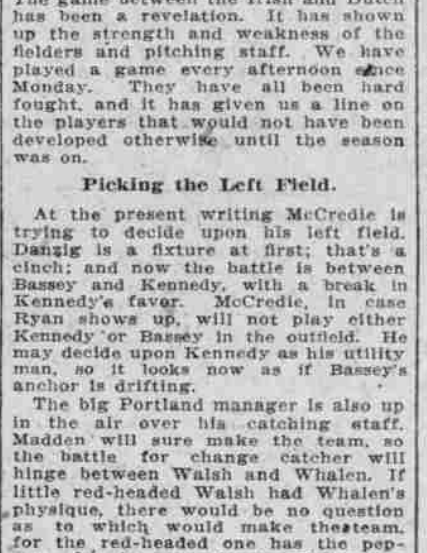 The game between the Irish and Dutch
has been a revelation. It has shown
up the strength and weakness of the
fielders and pitching staff. We have
played a game every afternoon since
Monday. They have all been hard
fought, and it has given us a line on
the players that would not have been
developed otherwise until the season
was on.
Picking the Left Field.
At the present writing McCredie is
trying to decide upon his left field.
Danzig is a fixture at first; that's a
cinch; and now the battle is between
Bassey and Kennedy, with a break in
Kennedy's favor. McCredie, in case
Ryan shows up, will not play either
Kennedy or Bassey in the outfield. He
may decide upon Kennedy as his utility
man, so it looks now as if Bassey's
anchor is drifting.
The big Portland manager is also up
in the air over his catching staff.
Madden will sure make the team, so
the battle for change catcher will
hinge between Walsh and Whalen. If
little red-headed Walsh had Whalen's
physique, there would be no question
as to which would make the team,
for the red-headed one has the pep-